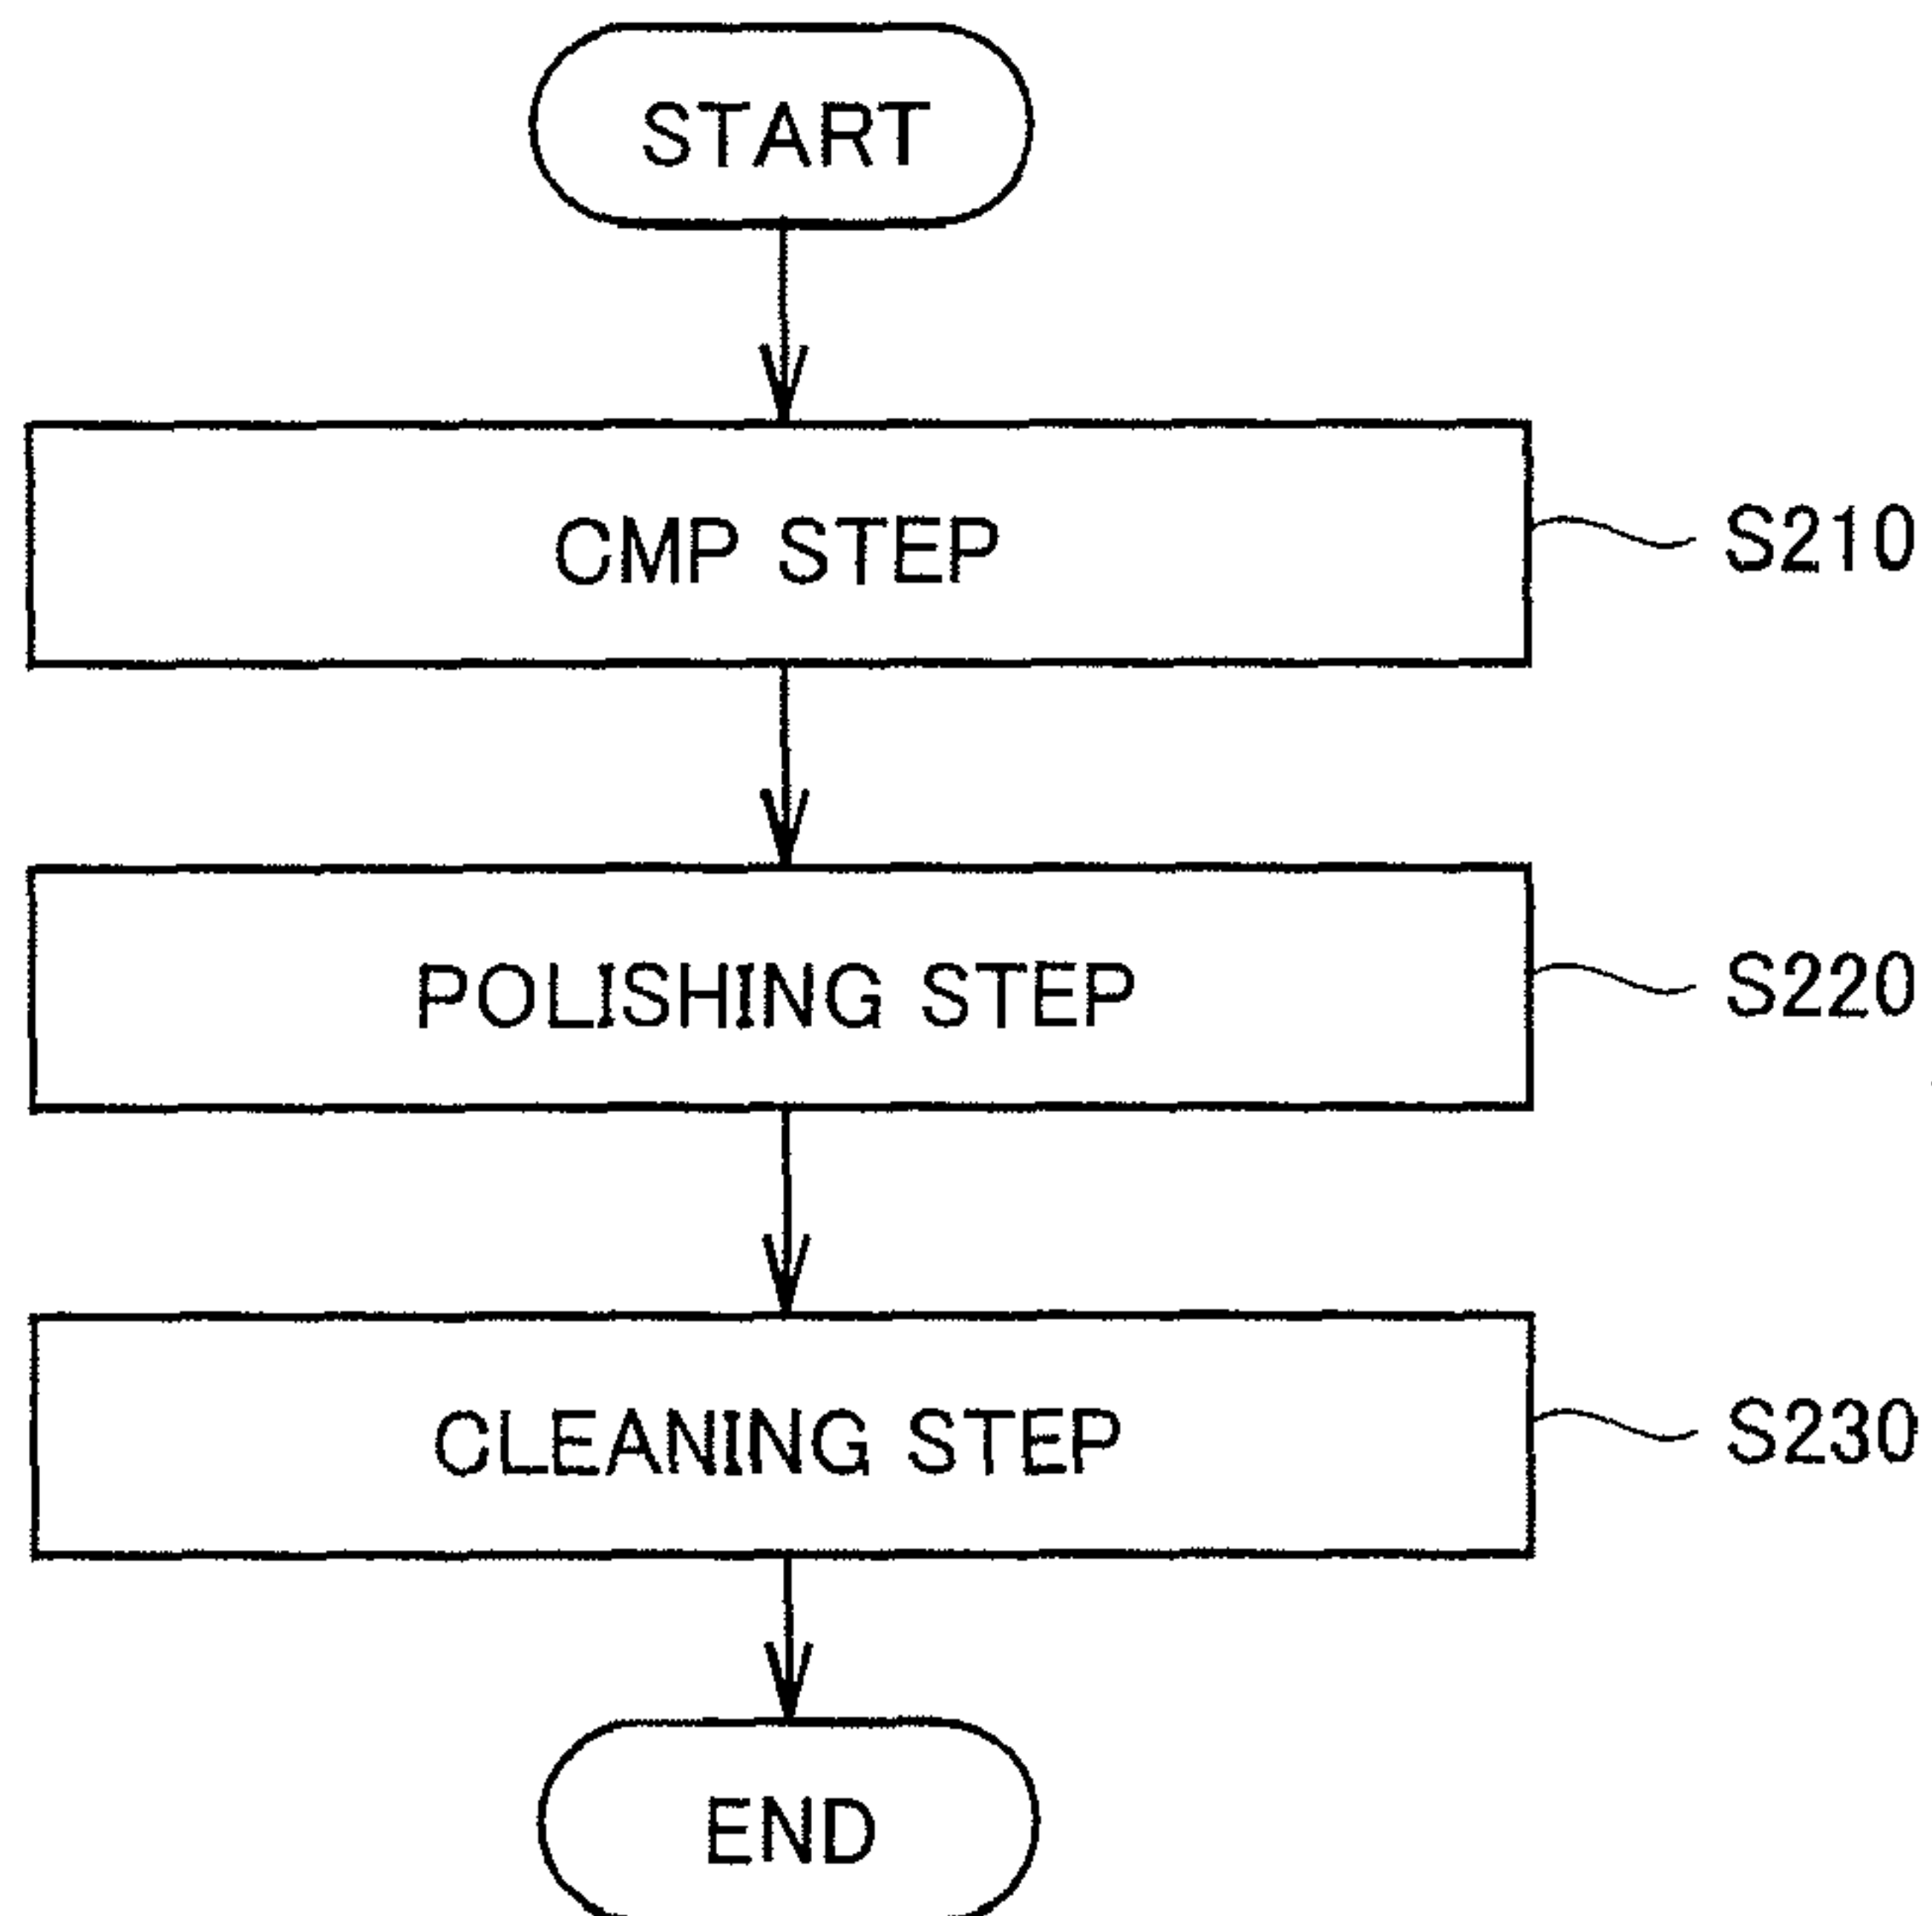 START
CMP STEP
S210
POLISHING STEP
S220
CLEANING STEP
S230
END